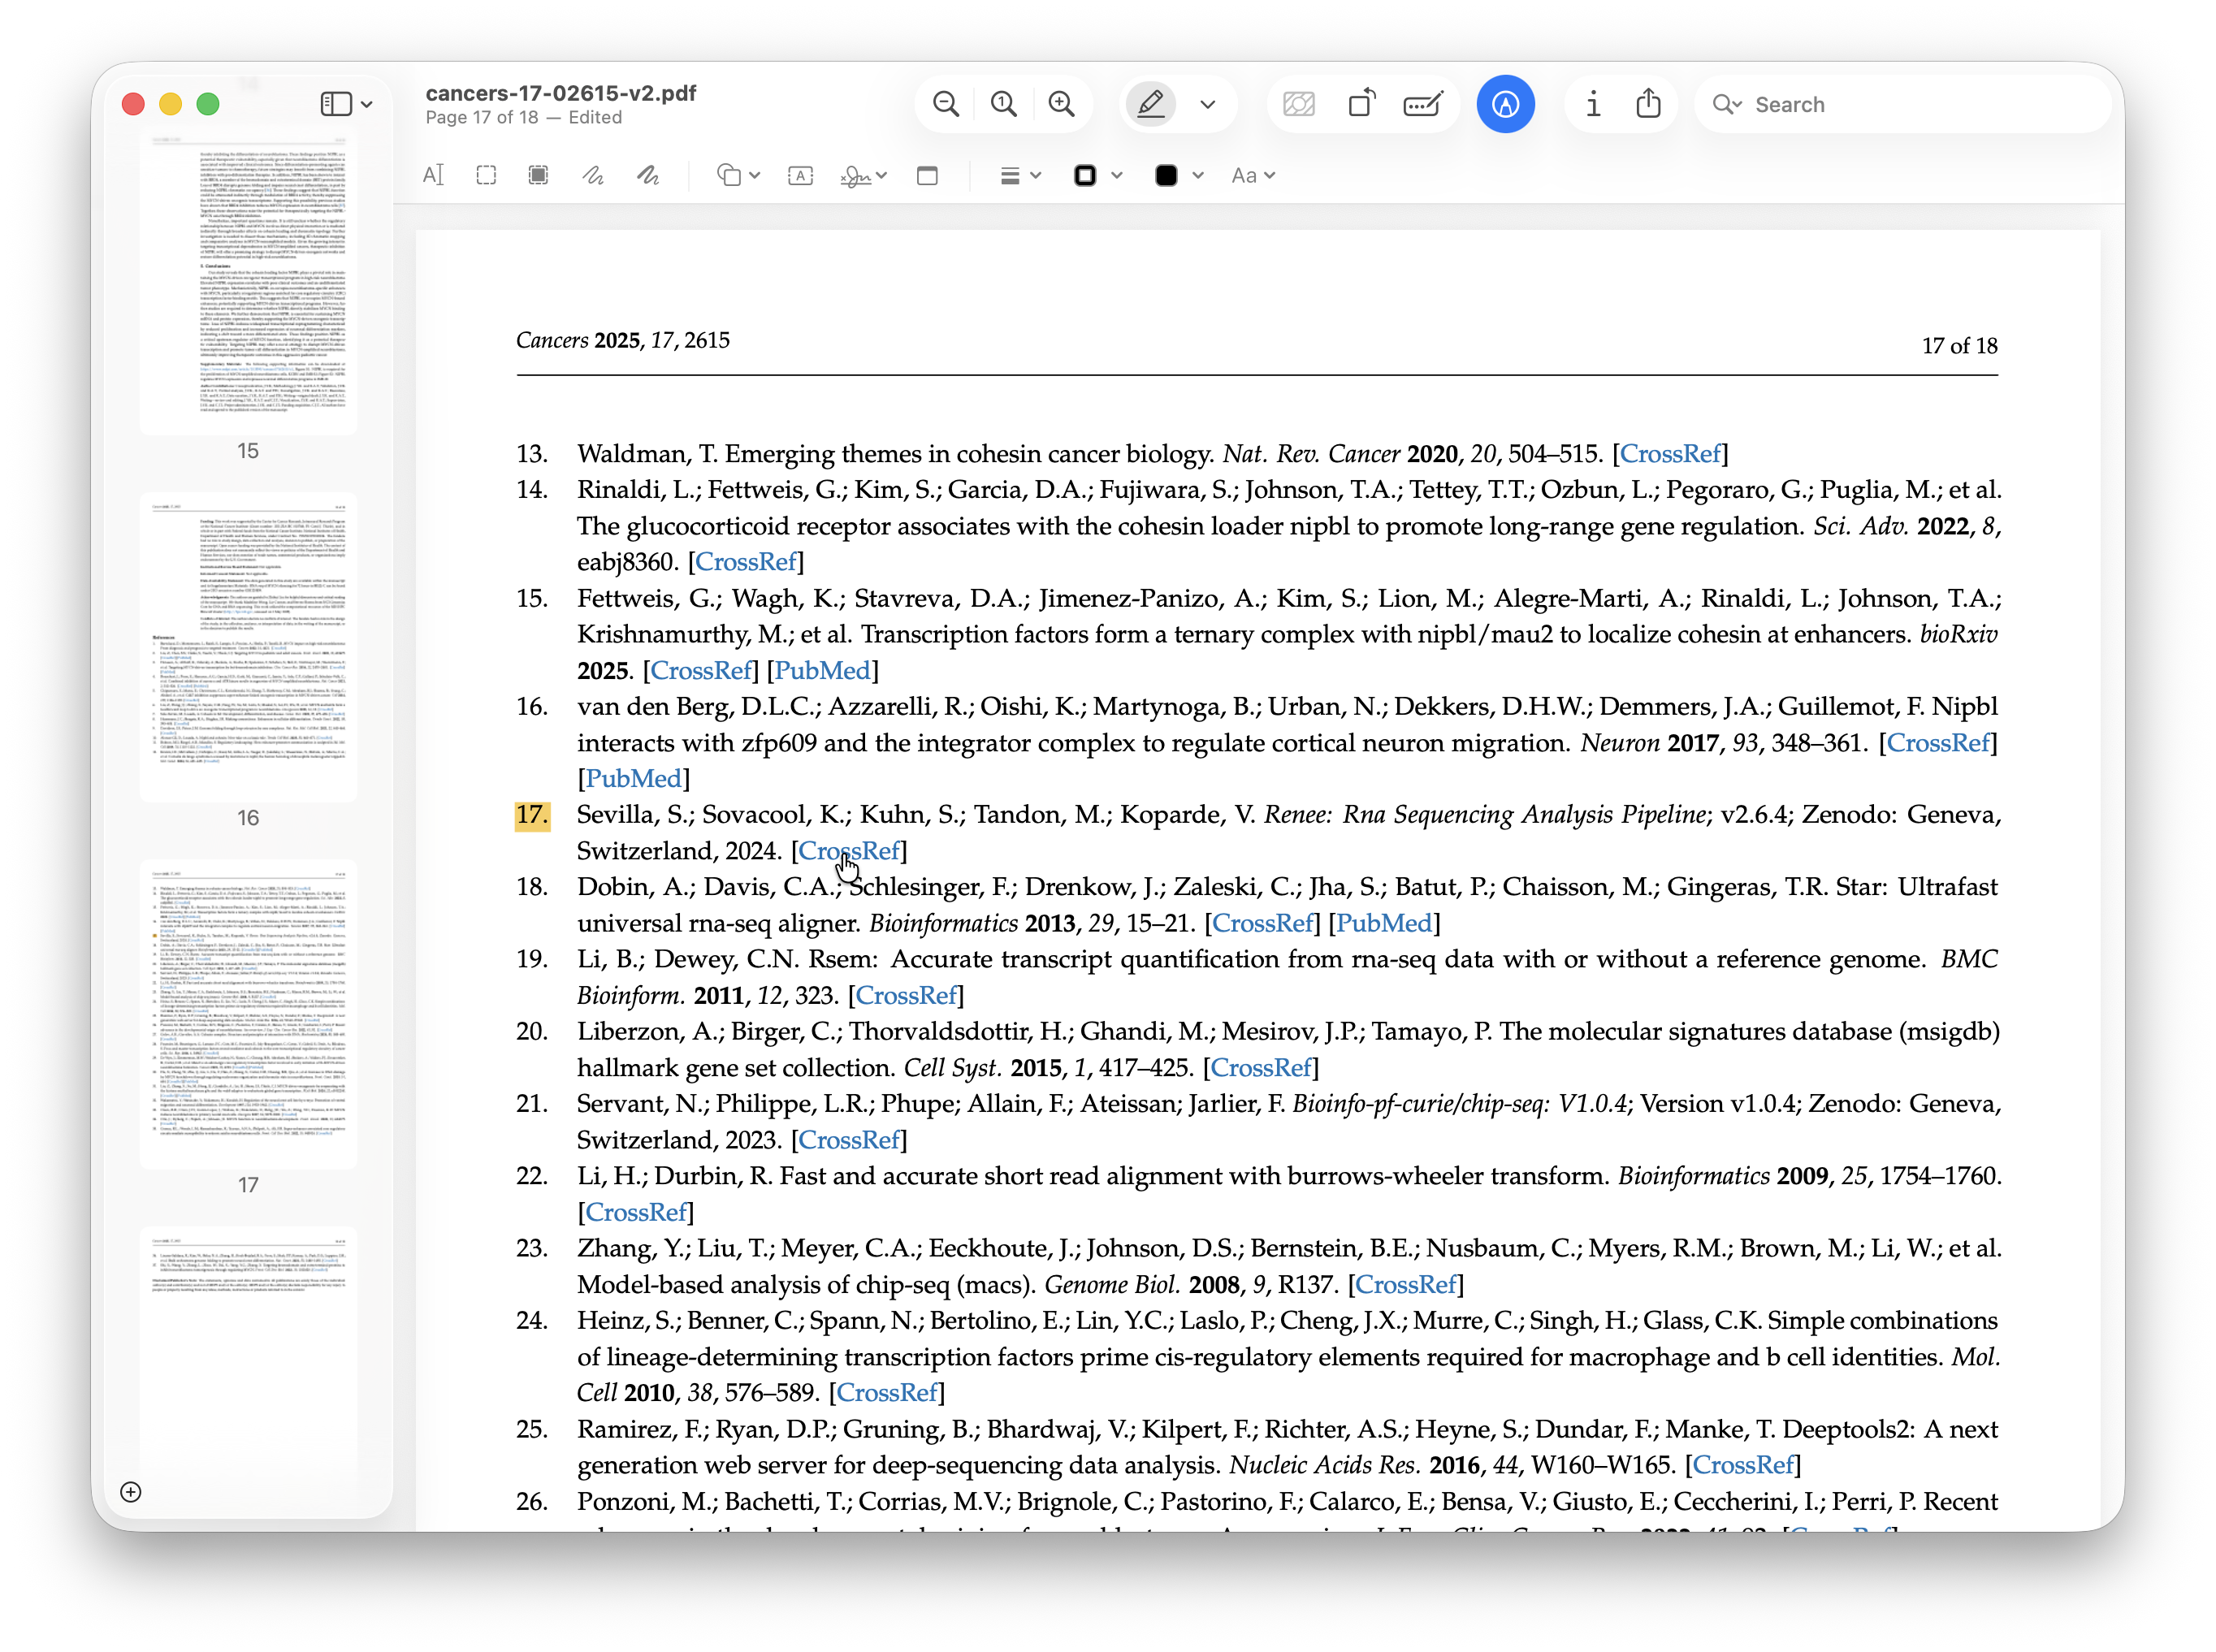 cancers-17-02615-v2.pdf
Page 17 of 18 — Edited
Search
Aa
15
16
17
Cancers 2025, 17, 2615
17 of 18
13. Waldman, T. Emerging themes in cohesin cancer biology. Nat. Rev. Cancer 2020, 20, 504–515. [CrossRef]
14. Rinaldi, L.; Fettweis, G.; Kim, S.; Garcia, D.A.; Fujiwara, S.; Johnson, T.A.; Tettey, T.T.; Ozbun, L.; Pegoraro, G.; Puglia, M.; et al.
The glucocorticoid receptor associates with the cohesin loader nipbl to promote long-range gene regulation. Sci. Adv. 2022, 8,
eabj8360. [CrossRef]
15. Fettweis, G.; Wagh, K.; Stavreva, D.A.; Jimenez-Panizo, A.; Kim, S.; Lion, M.; Alegre-Marti, A.; Rinaldi, L.; Johnson, T.A.;
Krishnamurthy, M.; et al. Transcription factors form a ternary complex with nipbl/mau2 to localize cohesin at enhancers. bioRxiv
2025. [CrossRef] [PubMed]
16. van den Berg, D.L.C.; Azzarelli, R.; Oishi, K.; Martynoga, B.; Urban, N.; Dekkers, D.H.W.; Demmers, J.A.; Guillemot, F. Nipbl
interacts with zfp609 and the integrator complex to regulate cortical neuron migration. Neuron 2017, 93, 348–361. [CrossRef]
[PubMed]
17. Sevilla, S.; Sovacool, K.; Kuhn, S.; Tandon, M.; Koparde, V. Renee: Rna Sequencing Analysis Pipeline; v2.6.4; Zenodo: Geneva,
Switzerland, 2024. [CrossRef]
18. Dobin, A.; Davis, C.A.; Schlesinger, F.; Drenkow, J.; Zaleski, C.; Jha, S.; Batut, P.; Chaisson, M.; Gingeras, T.R. Star: Ultrafast
universal rna-seq aligner. Bioinformatics 2013, 29, 15–21. [CrossRef] [PubMed]
19. Li, B.; Dewey, C.N. Rsem: Accurate transcript quantification from rna-seq data with or without a reference genome. BMC
Bioinform. 2011, 12, 323. [CrossRef]
20. Liberzon, A.; Birger, C.; Thorvaldsdottir, H.; Ghandi, M.; Mesirov, J.P.; Tamayo, P. The molecular signatures database (msigdb)
hallmark gene set collection. Cell Syst. 2015, 1, 417–425. [CrossRef]
21. Servant, N.; Philippe, L.R.; Phupe; Allain, F.; Ateissan; Jarlier, F. Bioinfo-pf-curie/chip-seq: V1.0.4; Version v1.0.4; Zenodo: Geneva,
Switzerland, 2023. [CrossRef]
22. Li, H.; Durbin, R. Fast and accurate short read alignment with burrows-wheeler transform. Bioinformatics 2009, 25, 1754–1760.
[CrossRef]
23. Zhang, Y.; Liu, T.; Meyer, C.A.; Eeckhoute, J.; Johnson, D.S.; Bernstein, B.E.; Nusbaum, C.; Myers, R.M.; Brown, M.; Li, W.; et al.
Model-based analysis of chip-seq (macs). Genome Biol. 2008, 9, R137. [CrossRef]
24. Heinz, S.; Benner, C.; Spann, N.; Bertolino, E.; Lin, Y.C.; Laslo, P.; Cheng, J.X.; Murre, C.; Singh, H.; Glass, C.K. Simple combinations
of lineage-determining transcription factors prime cis-regulatory elements required for macrophage and b cell identities. Mol.
Cell 2010, 38, 576–589. [CrossRef]
25. Ramirez, F.; Ryan, D.P.; Gruning, B.; Bhardwaj, V.; Kilpert, F.; Richter, A.S.; Heyne, S.; Dundar, F.; Manke, T. Deeptools2: A next
generation web server for deep-sequencing data analysis. Nucleic Acids Res. 2016, 44, W160–W165. [CrossRef]
26. Ponzoni, M.; Bachetti, T.; Corrias, M.V.; Brignole, C.; Pastorino, F.; Calarco, E.; Bensa, V.; Giusto, E.; Ceccherini, I.; Perri, P. Recent